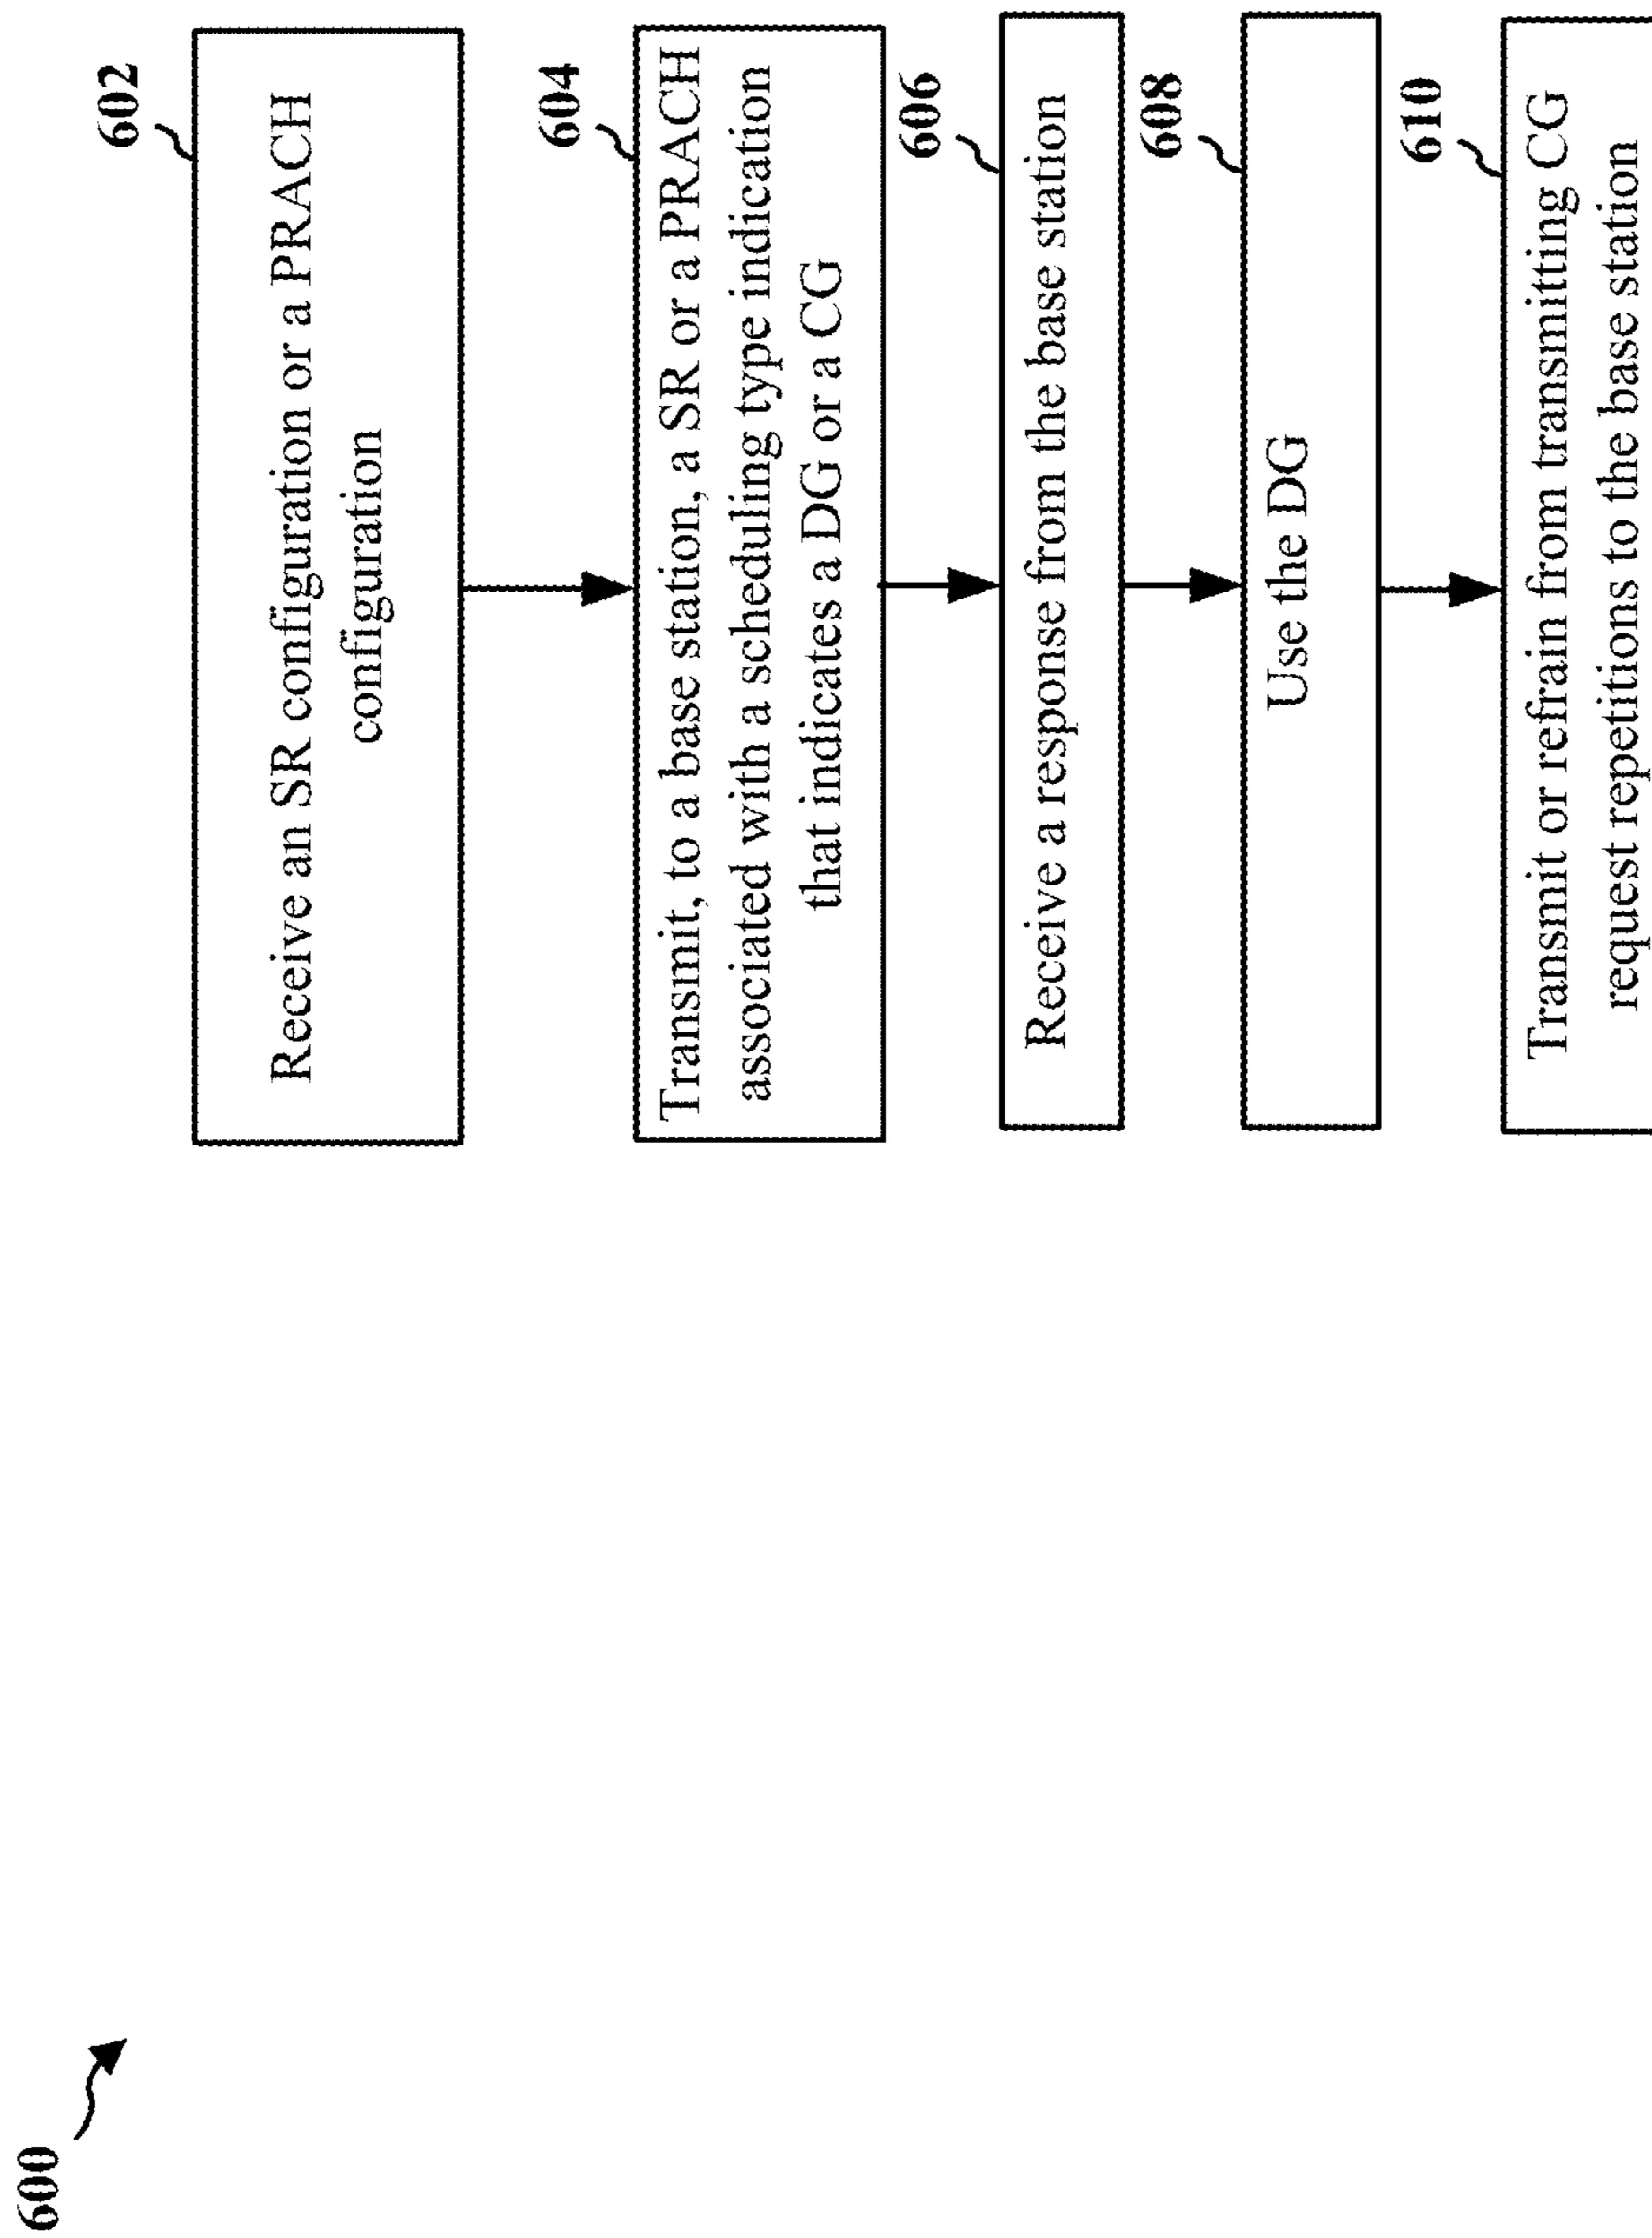 600
602
Receive an SR configuration or a PRACH
configuration
604
Transmit, to a base station, a SR or a PRACH
associated with a scheduling type indication
that indicates a DG or a CG
606
Receive a response from the base station
608
Use the DG
610
Transmit or refrain from transmitting CG
request repetitions to the base station